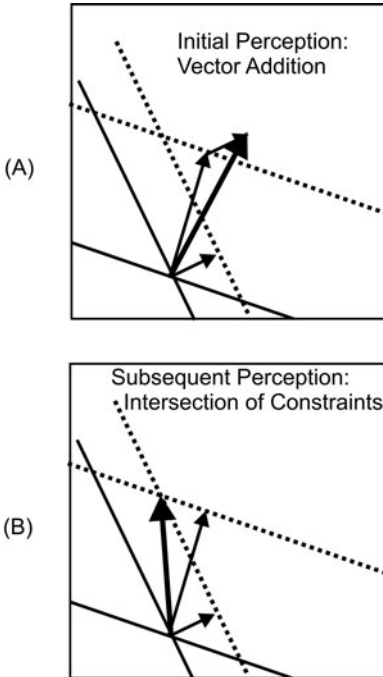 Initial Perception:
Vector Addition
(A)
Subsequent Perception:
Intersection of Constraints
(B)